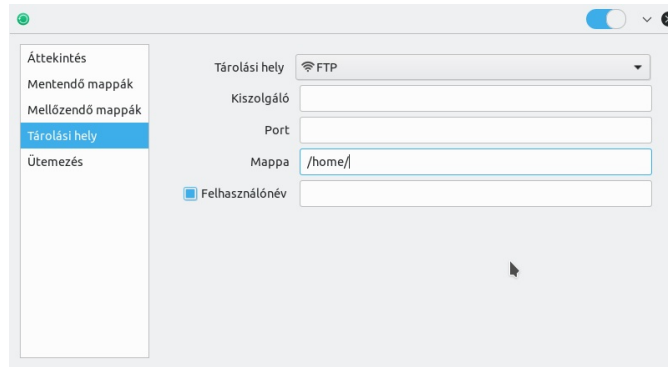 Áttekintés
Mentendő mappák
Mellőzendő mappák
Tárolási hely
Ütemezés
Tárolási hely FTP
Kiszolgáló
Port
Mappa /home/
Felhasználónév